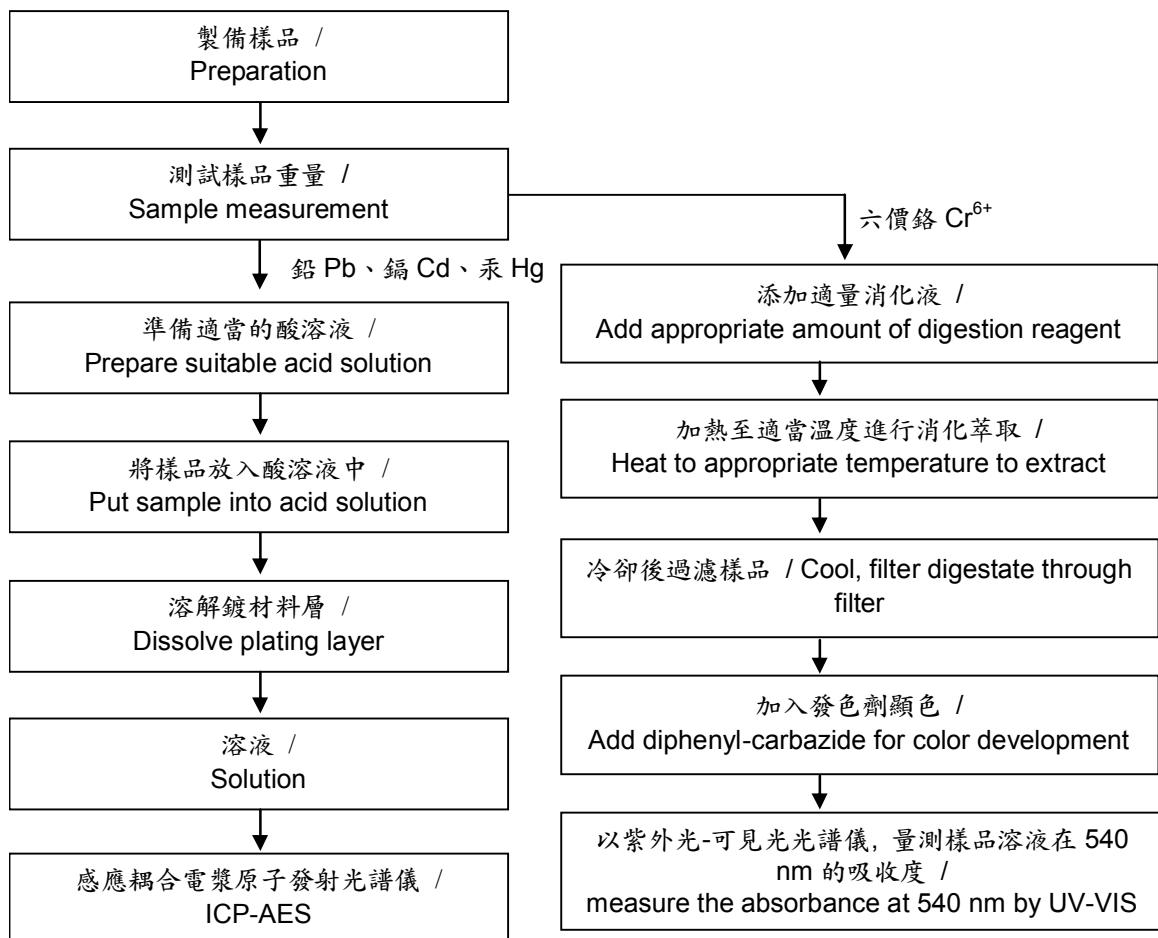 製備樣品 /
Preparation
測試樣品重量 /
Sample measurement
鉛 Pb、鎘 Cd、汞 Hg
準備適當的酸溶液 /
Prepare suitable acid solution
將樣品放入酸溶液中 /
Put sample into acid solution
溶解鍍材料層 /
Dissolve plating layer
溶液 /
Solution
感應耦合電漿原子發射光譜儀 /
ICP-AES
六價鉻 Cr⁶⁺
添加適量消化液 /
Add appropriate amount of digestion reagent
加熱至適當溫度進行消化萃取 /
Heat to appropriate temperature to extract
冷卻後過濾樣品 / Cool, filter digestate through
filter
加入發色劑顯色 /
Add diphenyl-carbazide for color development
以紫外光-可見光光譜儀, 量測樣品溶液在 540
nm 的吸收度 /
measure the absorbance at 540 nm by UV-VIS